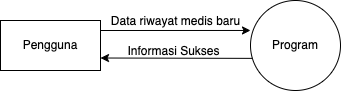 Data riwayat medis baru
Pengguna
Program
Informasi Sukses